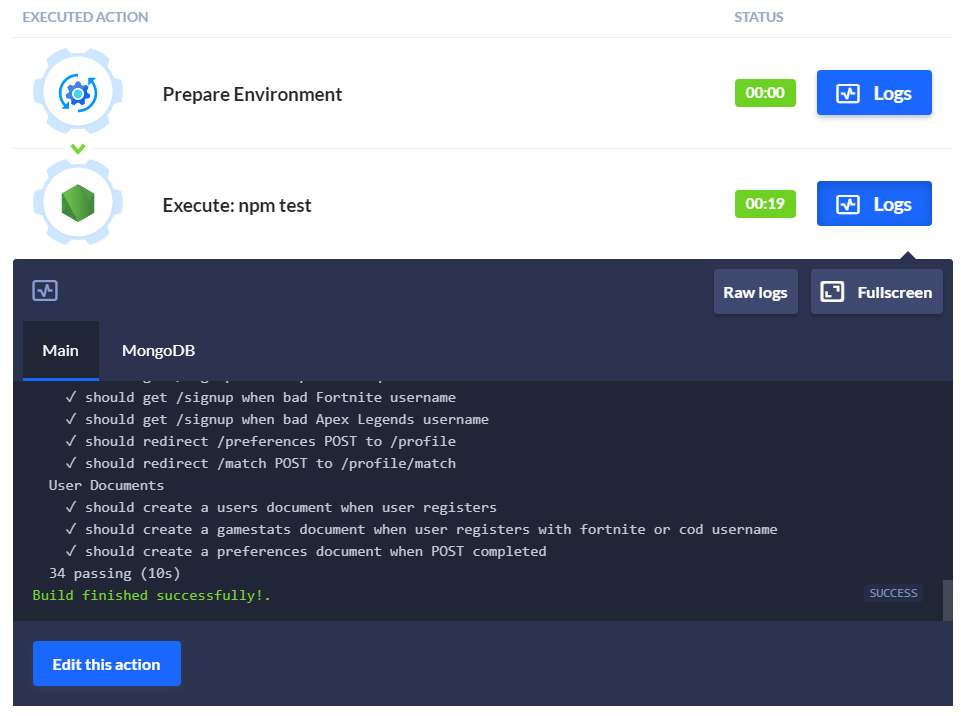 EXECUTED ACTION STATUS
Prepare Environment 00:00 Logs
Execute: npm test 00:19 Logs
Raw logs Fullscreen
Main MongoDB
✓ should get /signup when bad Fortnite username
✓ should get /signup when bad Apex Legends username
✓ should redirect /preferences POST to /profile
✓ should redirect /match POST to /profile/match
User Documents
✓ should create a users document when user registers
✓ should create a gamestats document when user registers with fortnite or cod username
✓ should create a preferences document when POST completed
34 passing (10s)
Build finished successfully!. SUCCESS
Edit this action